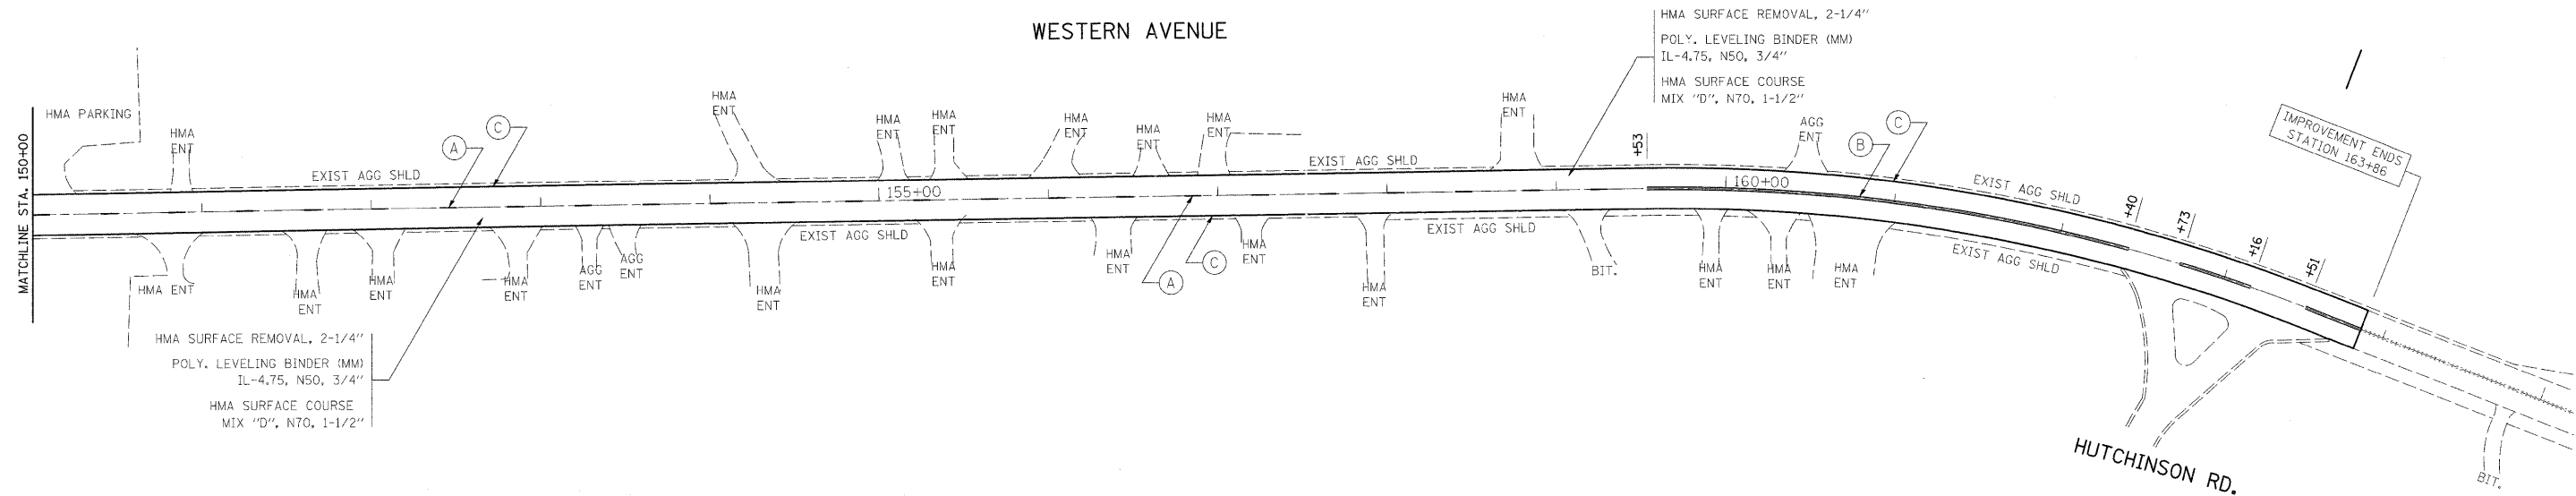 WESTERN AVENUE
HMA SURFACE REMOVAL, 2-1/4"
POLY. LEVELING BINDER (MM)
IL-4.75, N50, 3/4"
HMA SURFACE COURSE
MIX "D", N70, 1-1/2"
MATCHLINE STA. 150+00
HMA PARKING
HMA
ENT
EXIST AGG SHLD
A
C
HMA
ENT
HMA
ENT
155+00
HMA
ENT
HMA
ENT
HMA
ENT
HMA
ENT
EXIST AGG SHLD
HMA
ENT
+53
160+00
AGG
ENT
B
C
EXIST AGG SHLD
+40
+73
+16
+51
IMPROVEMENT ENDS
STATION 163+86
HMA ENT
HMA
ENT
HMA
ENT
HMA
ENT
AGG
ENT
AGG
ENT
HMA
ENT
EXIST AGG SHLD
HMA
ENT
HMA
ENT
A
C
HMA
ENT
HMA
ENT
EXIST AGG SHLD
BIT.
HMA
ENT
HMA
ENT
HMA
ENT
EXIST AGG SHLD
HMA SURFACE REMOVAL, 2-1/4"
POLY. LEVELING BINDER (MM)
IL-4.75, N50, 3/4"
HMA SURFACE COURSE
MIX "D", N70, 1-1/2"
HUTCHINSON RD.
BIT.